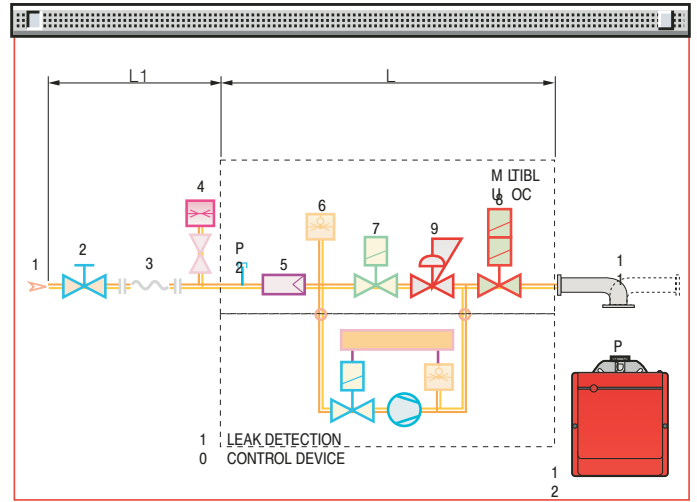 L1
L
M LTIBL
U OC
8
4
6
7
9
P
2
1
2
3
5
1
1
P
1 LEAK DETECTION
0 CONTROL DEVICE
1
2